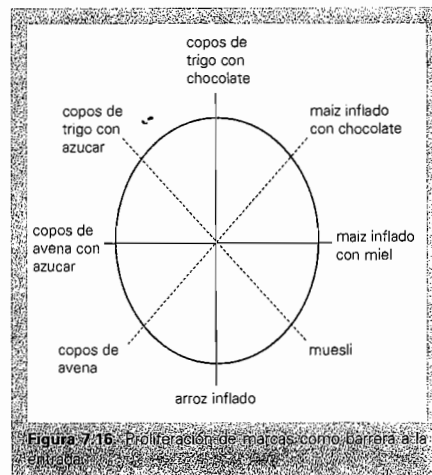 copos de
trigo con
chocolate
copos de
trigo con
azucar
maiz inflado
con chocolate
copos de
avena con
azucar
maiz inflado
con miel
copos de
avena
muesli
arroz inflado
Figura 7.16. Proliferación de marcas como barrera a la
entrada.